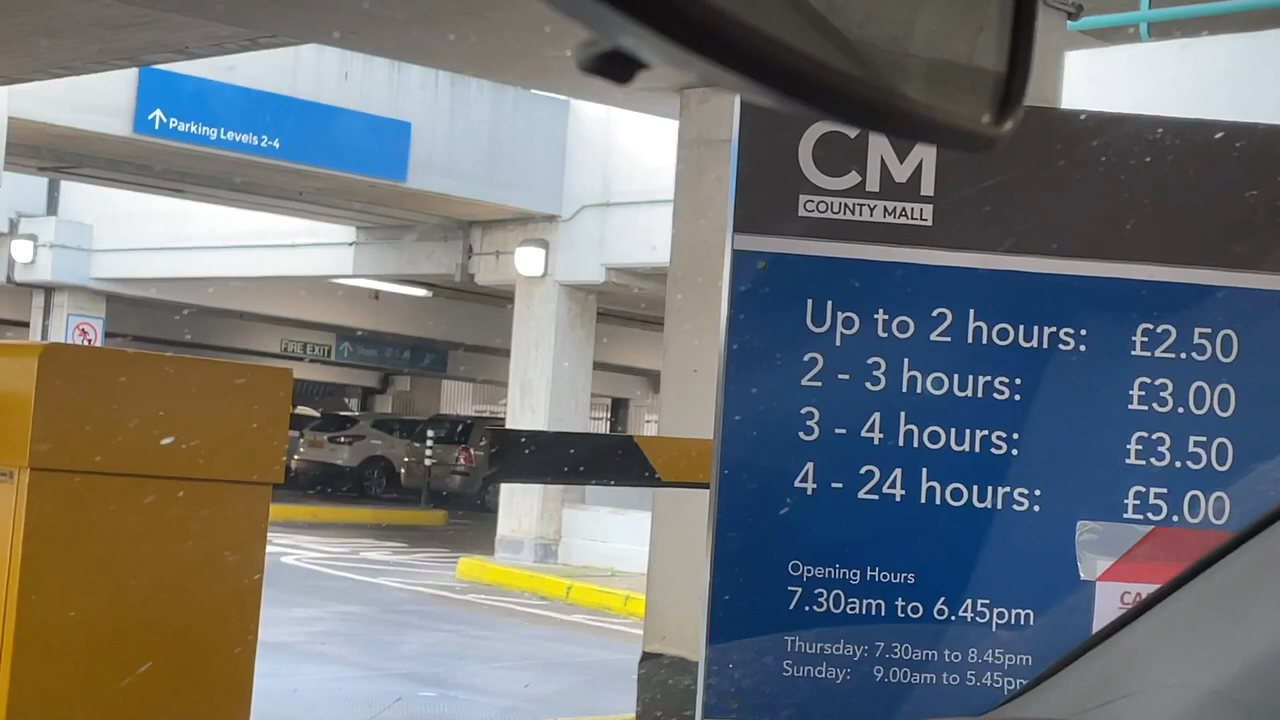 Parking Levels 2-4
FIRE EXIT
CM
COUNTY MALL
Up to 2 hours: £2.50
2 - 3 hours: £3.00
3 - 4 hours: £3.50
4 - 24 hours: £5.00
Opening Hours
7.30am to 6.45pm
Thursday: 7.30am to 8.45pm
Sunday: 9.00am to 5.45pm